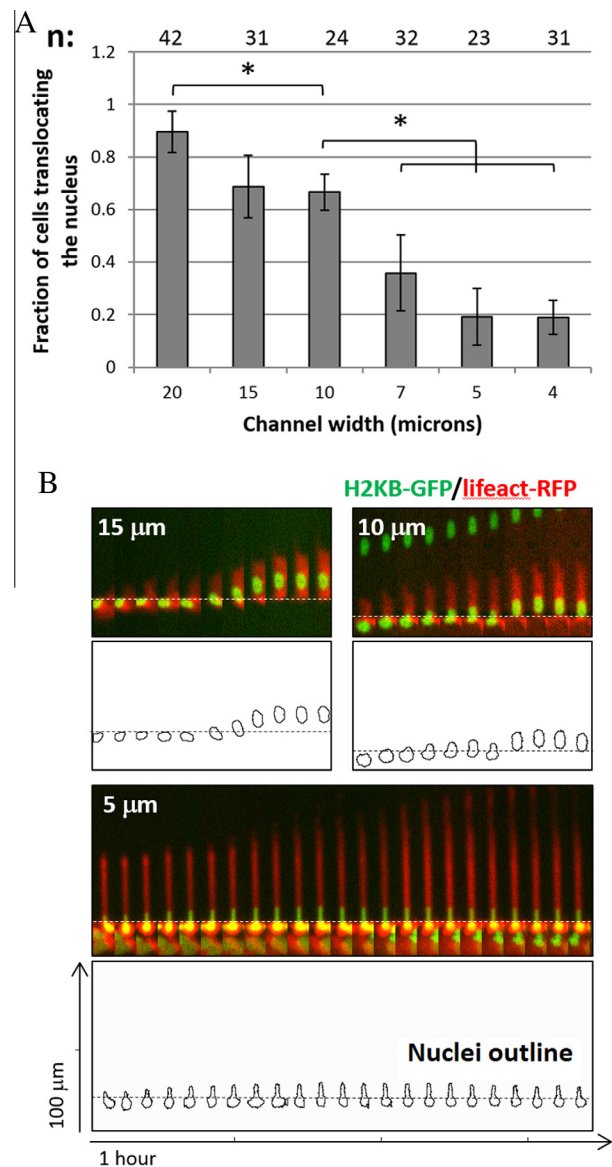 A
n:
42 31 24 32 23 31
1.2
1
0.8
0.6
0.4
0.2
0
*
*
Fraction of cells translocating
the nucleus
20 15 10 7 5 4
Channel width (microns)
B
H2KB-GFP/lifeact-RFP
15 μm
10 μm
5 μm
Nuclei outline
100 μm
1 hour